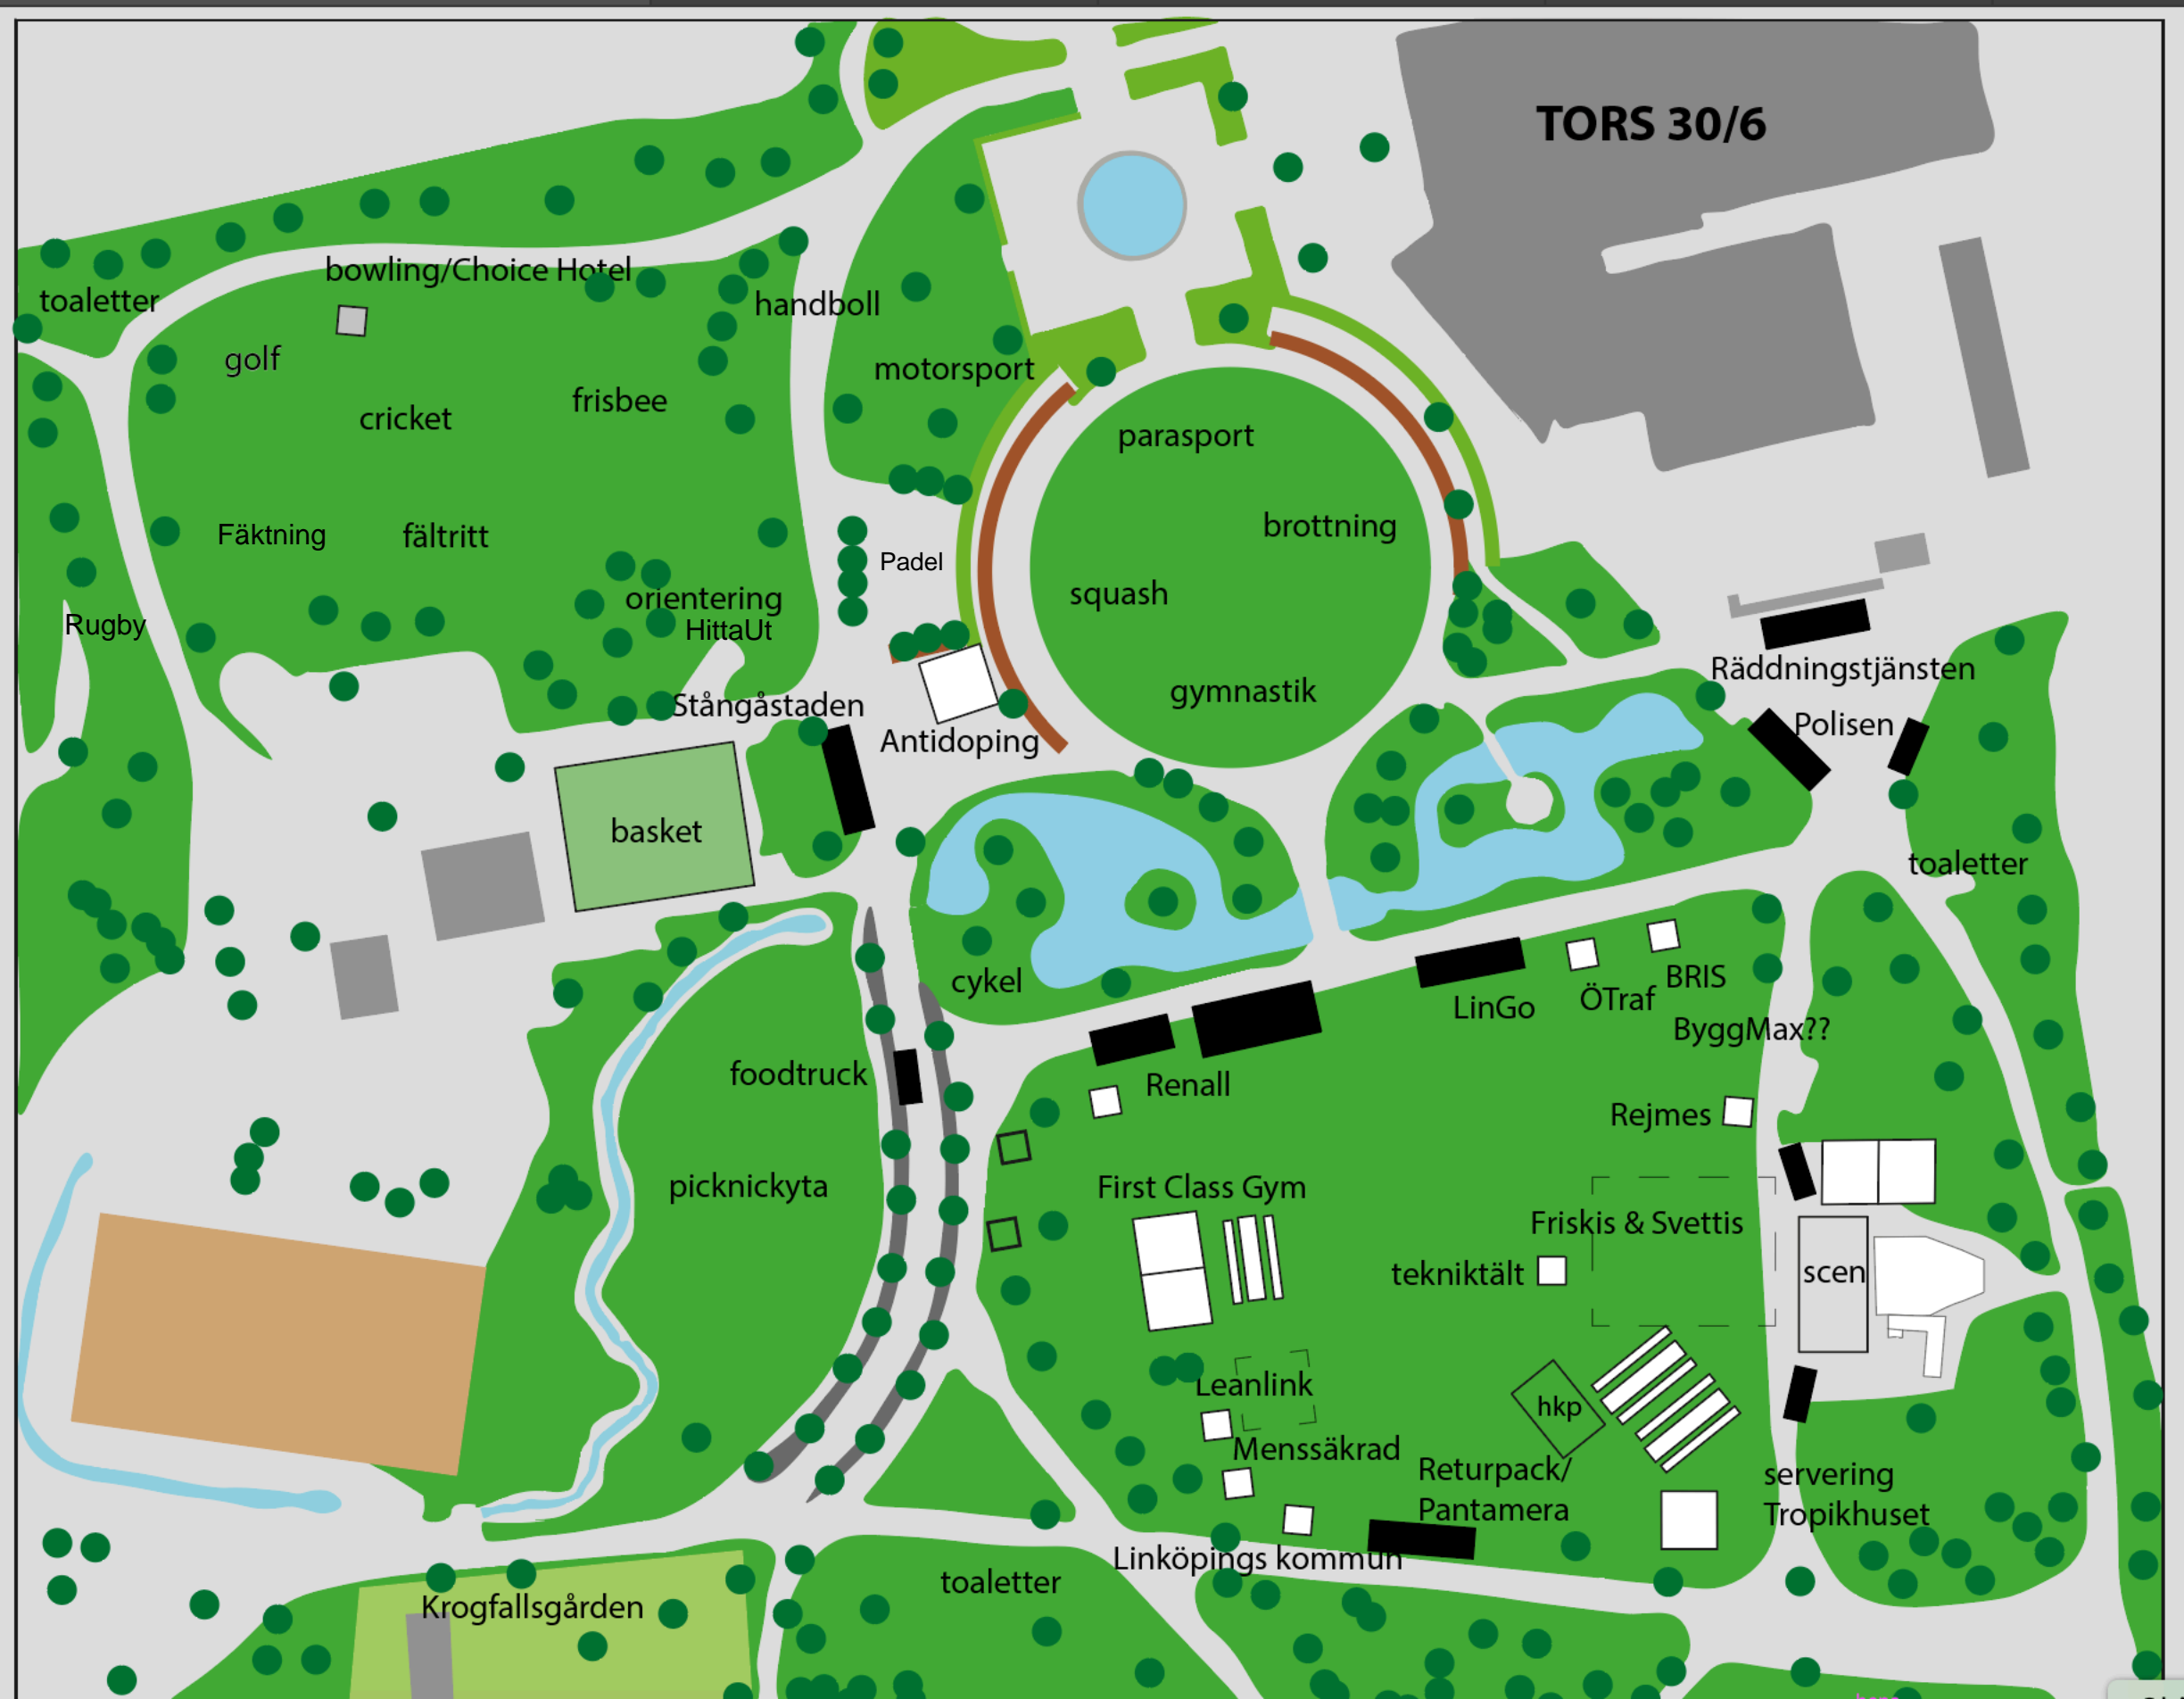 TORS 30/6
bowling/Choice Hotel
toaletter
handboll
golf
motorsport
frisbee
cricket
parasport
brottning
Fäktning
fältritt
Padel
squash
orientering
HittaUt
Rugby
Räddningstjänsten
gymnastik
Stångåstaden
Polisen
Antidoping
basket
toaletter
cykel
BRIS
ÖTraf
LinGo
ByggMax??
foodtruck
Renall
Rejmes
picknickyta
First Class Gym
Friskis & Svettis
tekniktält
scen
Leanlink
hkp
Menssäkrad
Returpack/
Pantamera
servering
Tropikhuset
Linköpings kommun
toaletter
Krogfallsgården